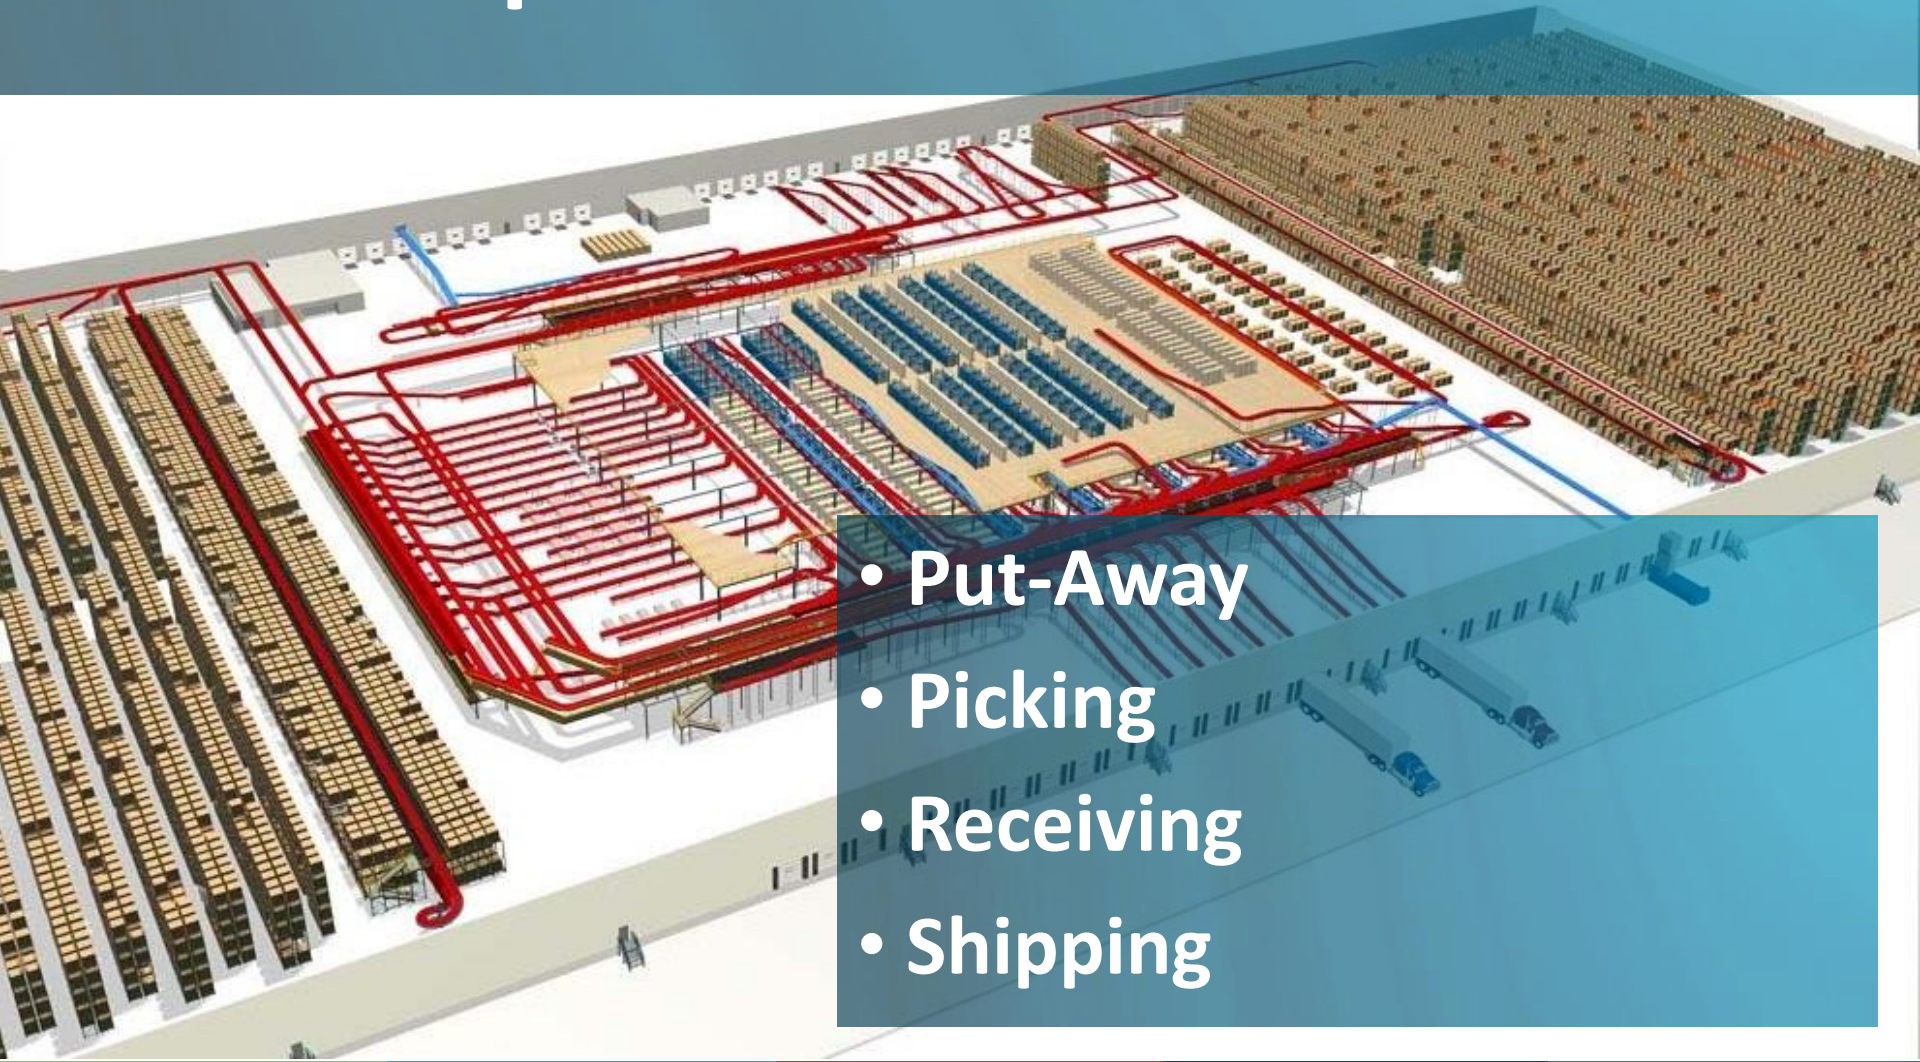 • Put-Away
• Picking
• Receiving
• Shipping